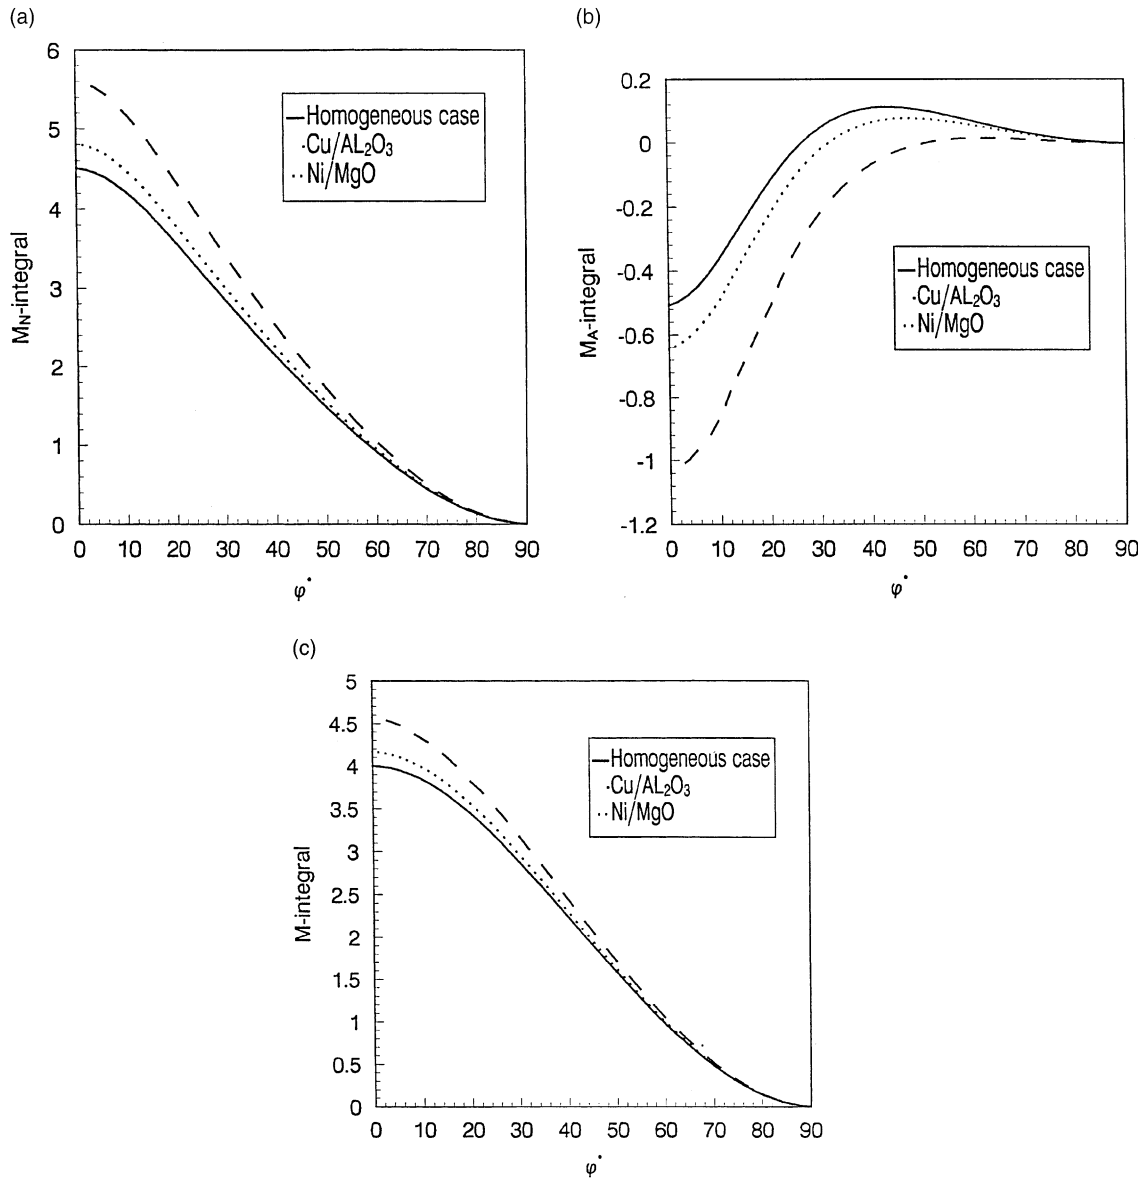 (a)
6
5
4
3
2
1
0
M_N-integral
Homogeneous case
Cu/AL₂O₃
Ni/MgO
0 10 20 30 40 50 60 70 80 90
φ•
(b)
0.2
0
-0.2
-0.4
-0.6
-0.8
-1
-1.2
M_A-integral
Homogeneous case
Cu/AL₂O₃
Ni/MgO
0 10 20 30 40 50 60 70 80 90
φ•
(c)
5
4.5
4
3.5
3
2.5
2
1.5
1
0.5
0
M-integral
Homogeneous case
Cu/AL₂O₃
Ni/MgO
0 10 20 30 40 50 60 70 80 90
φ•